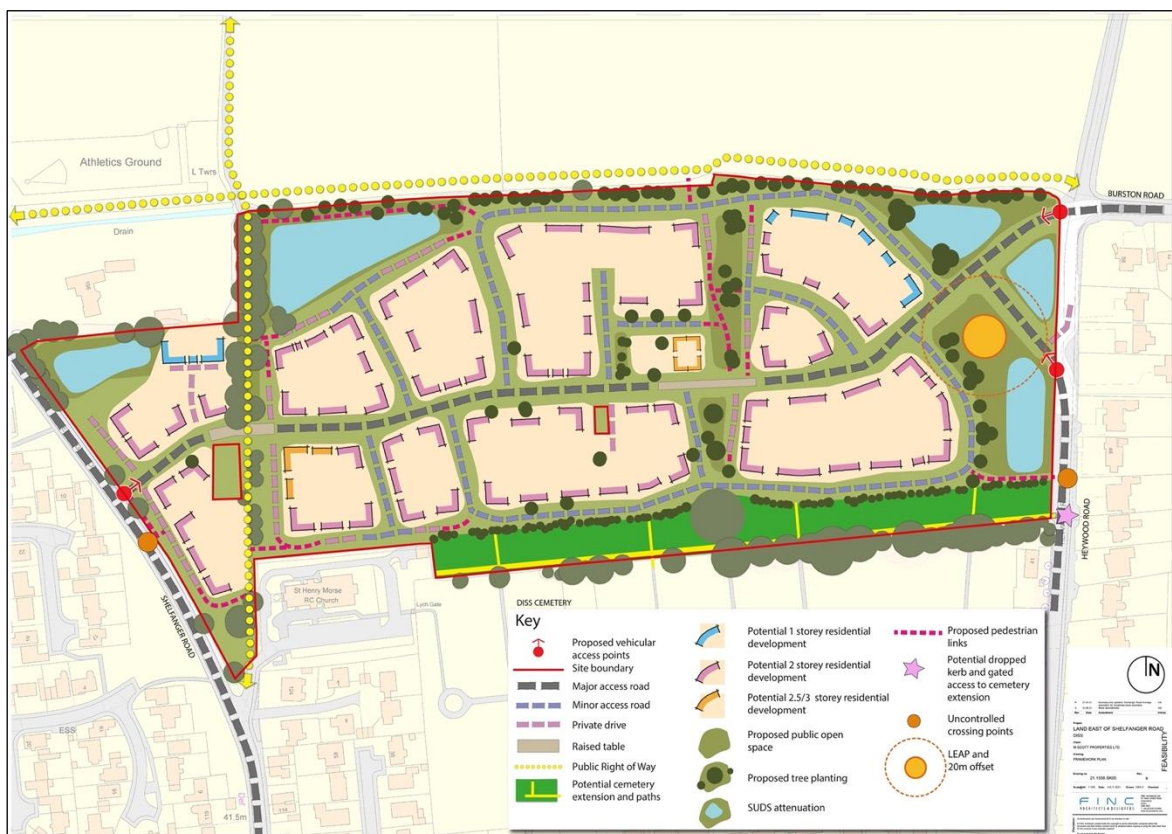 Athletics Ground
L Twrs
BURSTON ROAD
Drain
SHELFANGER ROAD
HEYWOOD ROAD
St Henry Morse
RC Church
Lych Gate
ESS
41.5m
DISS CEMETERY
Key
Proposed vehicular
access points
Site boundary
Major access road
Minor access road
Private drive
Raised table
Public Right of Way
Potential cemetery
extension and paths
Potential 1 storey residential
development
Potential 2 storey residential
development
Potential 2.5/3 storey residential
development
Proposed public open
space
Proposed tree planting
SUDS attenuation
Proposed pedestrian
links
Potential dropped
kerb and gated
access to cemetery
extension
Uncontrolled
crossing points
LEAP and
20m offset
N
LAND EAST OF SHELFANGER ROAD
DISS
M SCOTT PROPERTIES LTD
FRAMEWORK PLAN
FEASIBILITY
FINC
ARCHITECTS & DESIGNERS